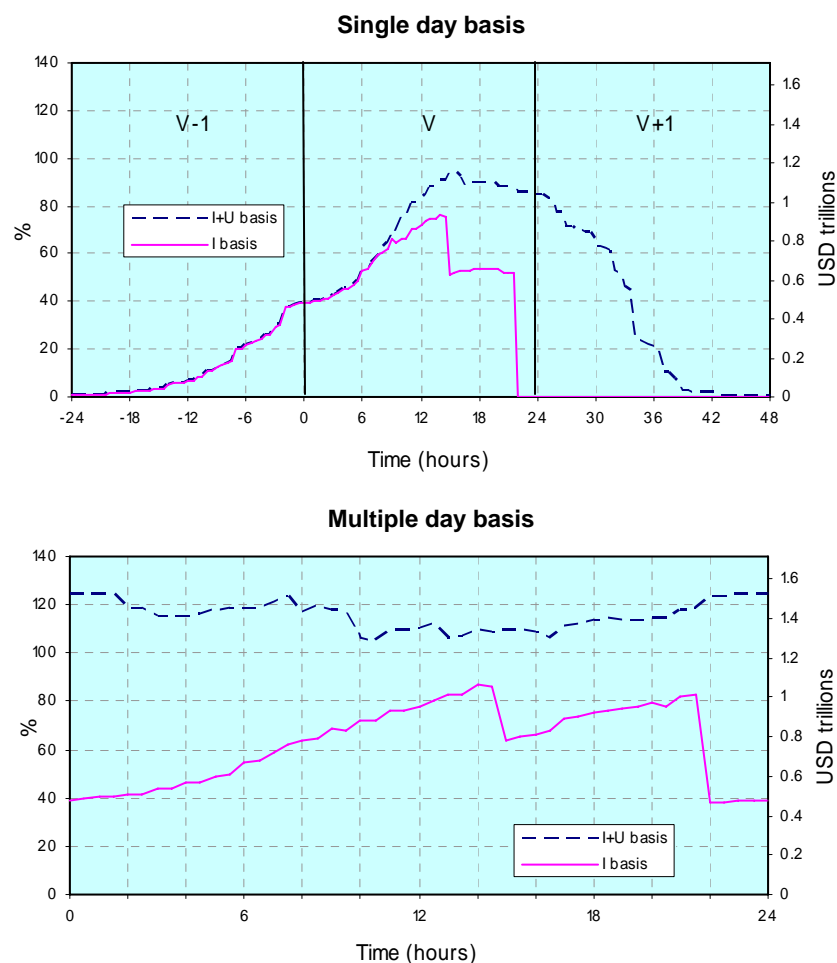 Single day basis
140
120
100
80
60
40
20
0
%
V-1
V
V+1
I+U basis
I basis
1.6
1.4
1.2
1
0.8
0.6
0.4
0.2
0
USD trillions
-24 -18 -12 -6 0 6 12 18 24 30 36 42 48
Time (hours)
Multiple day basis
140
120
100
80
60
40
20
0
%
I+U basis
I basis
1.6
1.4
1.2
1
0.8
0.6
0.4
0.2
0
USD trillions
0 6 12 18 24
Time (hours)